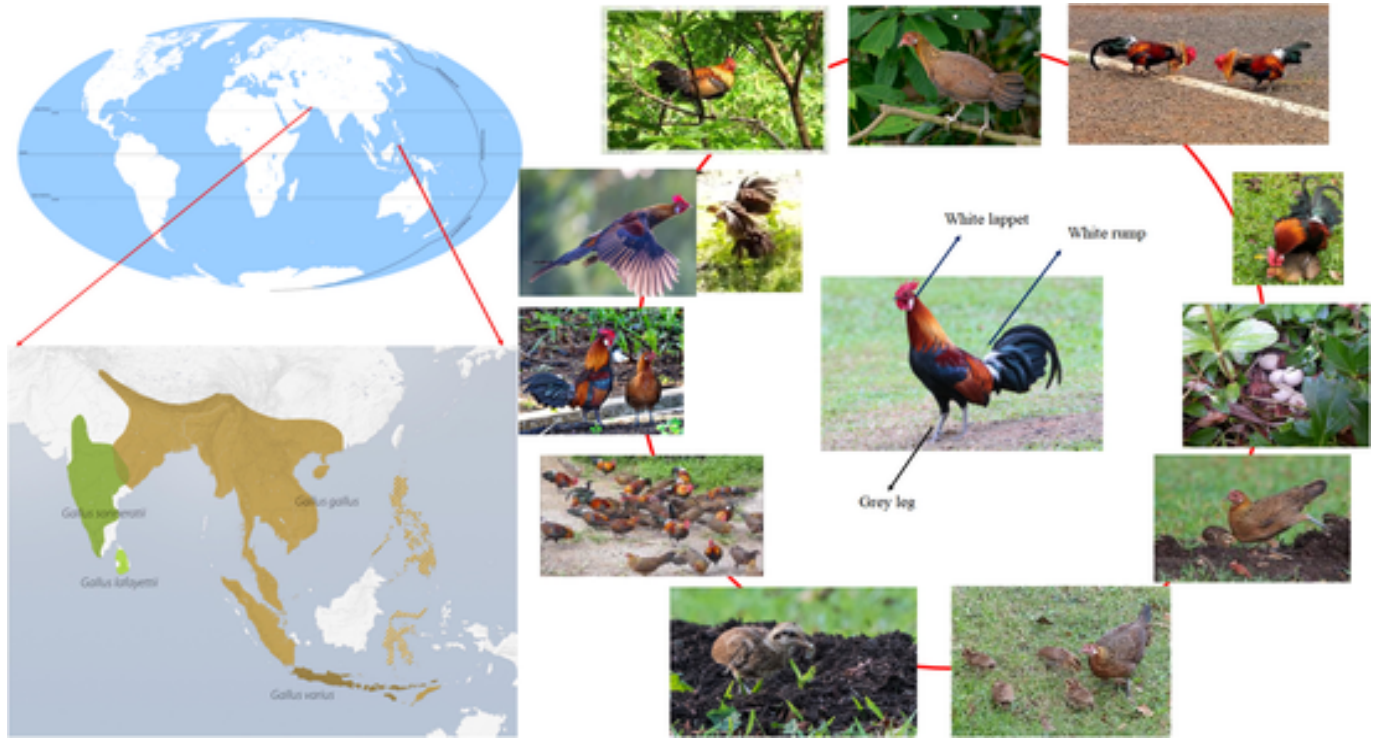 White lappet
White rump
Grey leg
Gallus gallus
Gallus sonneratii
Gallus lafayettii
Gallus varius